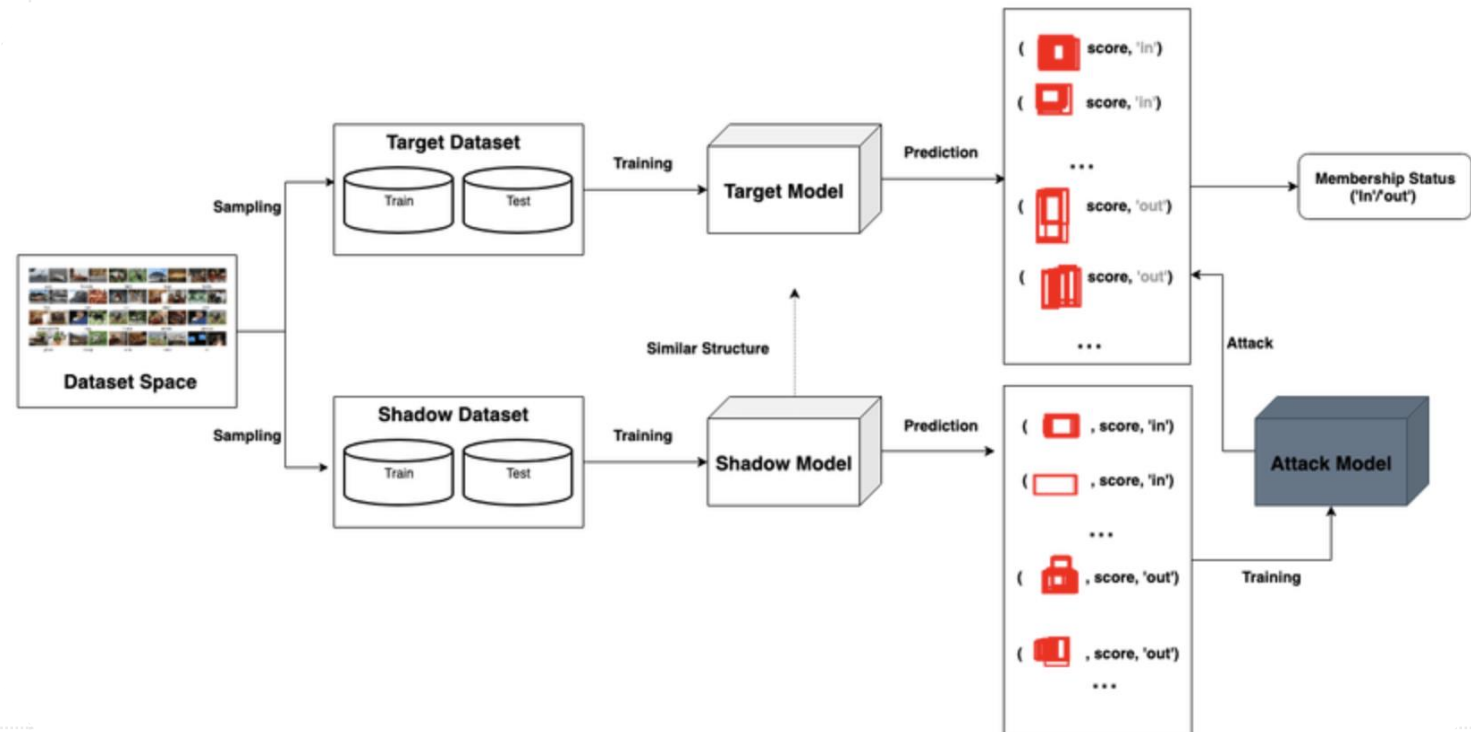 Dataset Space
Sampling
Sampling
Target Dataset
Train
Test
Training
Target Model
Prediction
( score, 'in')
( score, 'in')
...
( score, 'out')
( score, 'out')
...
Membership Status
('In'/'out')
Similar Structure
Shadow Dataset
Train
Test
Training
Shadow Model
Prediction
( , score, 'in')
( , score, 'in')
...
( , score, 'out')
( , score, 'out')
...
Attack
Attack Model
Training